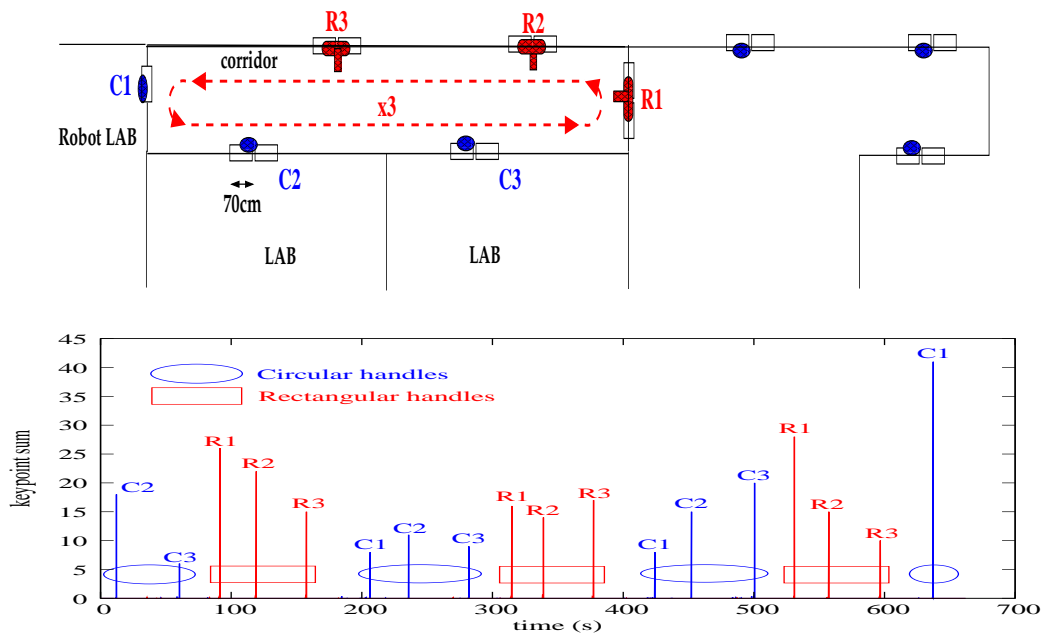 R3
R2
corridor
C1
x3
R1
Robot LAB
C2
C3
70cm
LAB
LAB
45
40
35
30
25
20
15
10
5
0
keypoint sum
Circular handles
Rectangular handles
C2
C3
R1
R2
R3
C1
C2
C3
R1
R2
R3
C1
C2
C3
R1
R2
R3
C1
0
100
200
300
400
500
600
700
time (s)